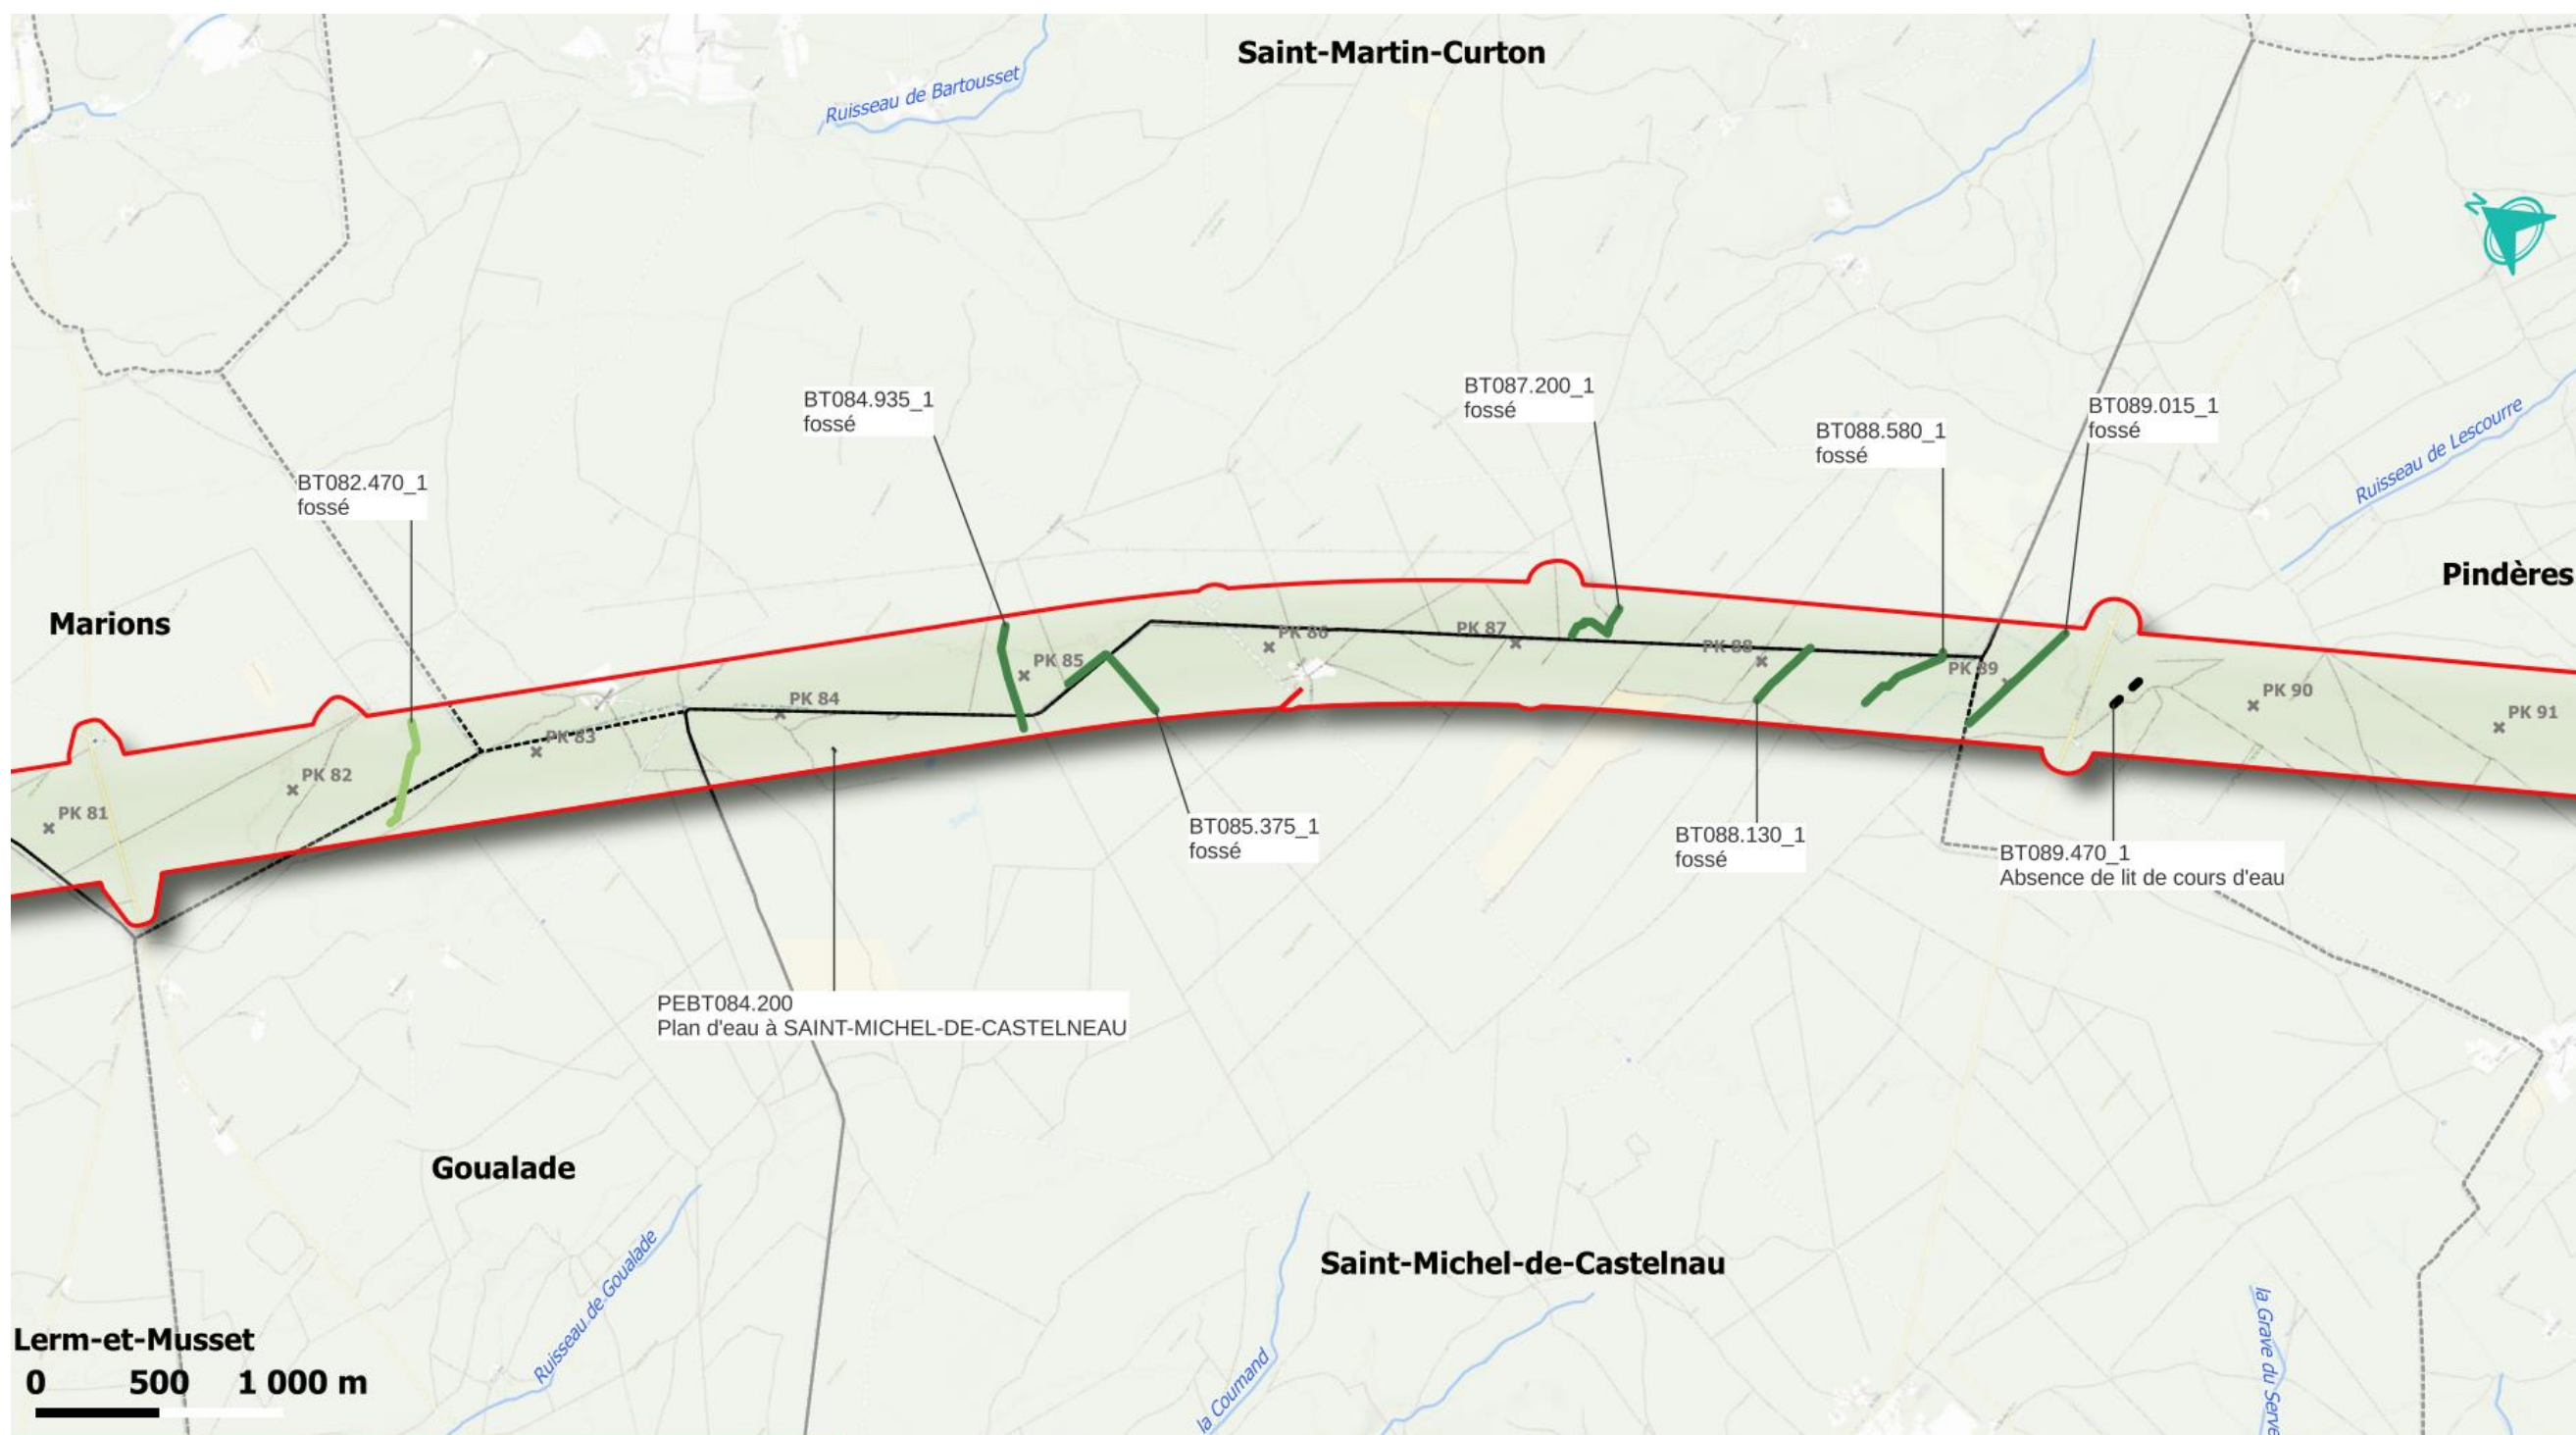 Saint-Martin-Curton
Ruisseau de Bartousset
N
BT084.935_1
fossé
BT087.200_1
fossé
BT088.580_1
fossé
BT089.015_1
fossé
Ruisseau de Lescourre
BT082.470_1
fossé
Marions
Pindères
PK 81
PK 82
PK 83
PK 84
PK 85
PK 86
PK 87
PK 88
PK 89
PK 90
PK 91
BT085.375_1
fossé
BT088.130_1
fossé
BT089.470_1
Absence de lit de cours d'eau
PEBT084.200
Plan d'eau à SAINT-MICHEL-DE-CASTELNEAU
Goualade
Ruisseau de Goualade
Saint-Michel-de-Castelnau
la Coumand
la Grave du Serve
Lerm-et-Musset
0 500 1 000 m